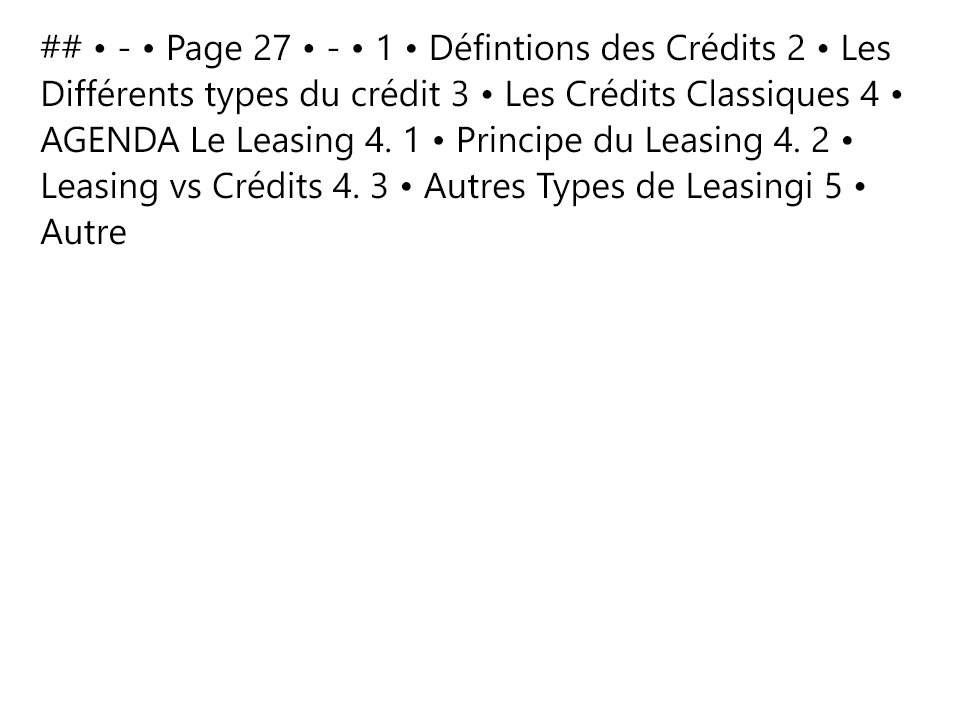 ## • - • Page 27 • - • 1 • Défintions des Crédits 2 • Les
Différents types du crédit 3 • Les Crédits Classiques 4 •
AGENDA Le Leasing 4. 1 • Principe du Leasing 4. 2 •
Leasing vs Crédits 4. 3 • Autres Types de Leasingi 5 •
Autre